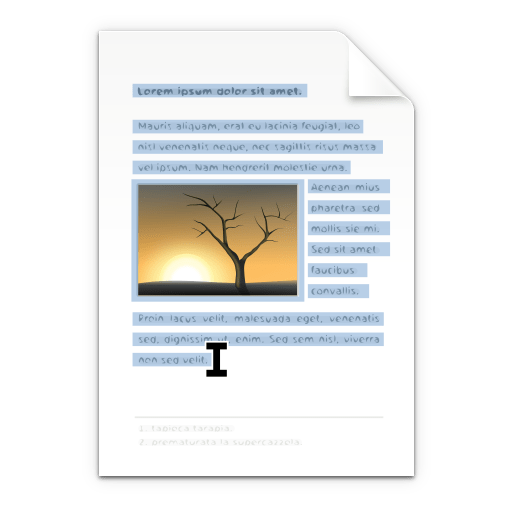 Lorem ipsum dolor sit amet.
Mauris aliquam, erat eu lacinia feugiat, leo
nisl venenatis neque, nec sagittis risus massa
vel ipsum. Nam hendrerit molestie urna.
Aenean mius
pharetra sed
mollis sie mi.
Sed sit amet
faucibus
convallis.
Proin lacus velit, malesuada eget, venenatis
sed, dignissim ut, enim. Sed sem nisl, viverra
non sed velit.
1. tapioca tarapia.
2. prematurata la supercazzola.